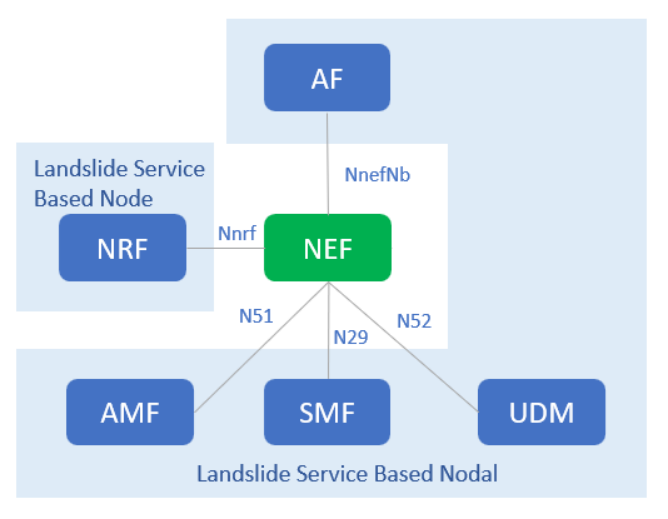 AF
NnefNb
Landslide Service
Based Node
NRF
Nnrf
NEF
N51
N29
N52
AMF
SMF
UDM
Landslide Service Based Nodal